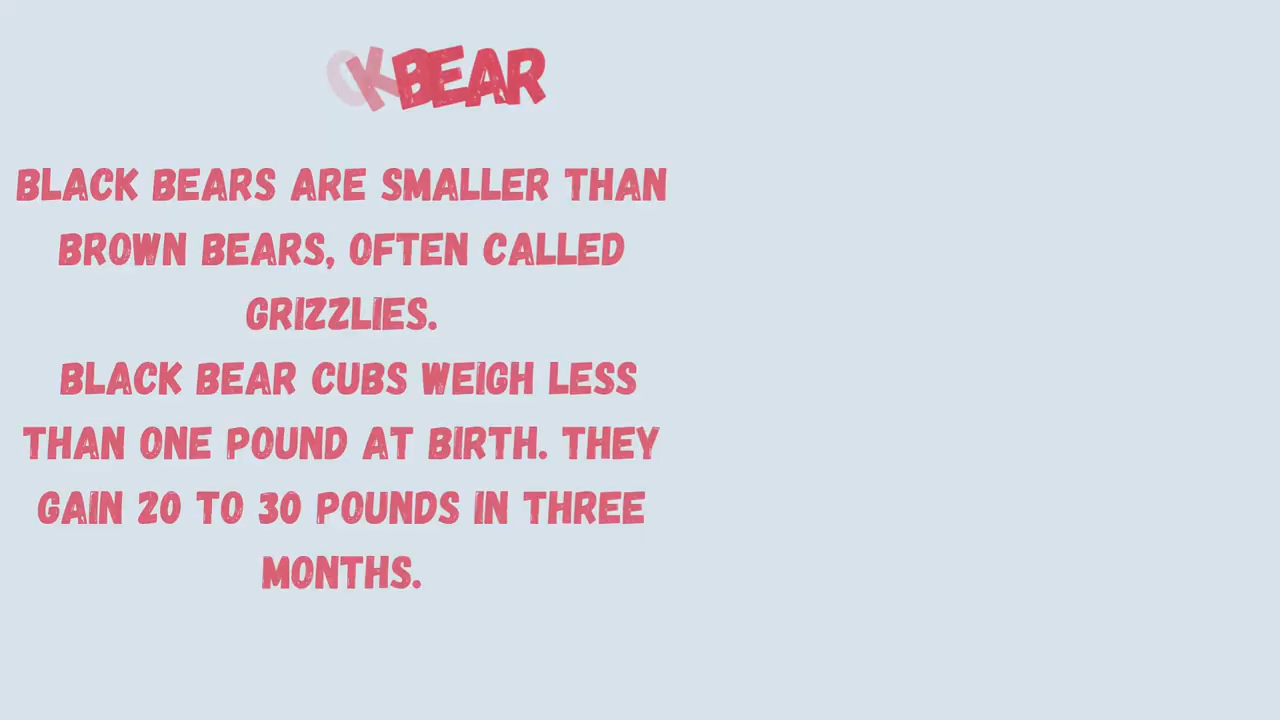 CK BEAR
BLACK BEARS ARE SMALLER THAN
BROWN BEARS, OFTEN CALLED
GRIZZLIES.
BLACK BEAR CUBS WEIGH LESS
THAN ONE POUND AT BIRTH. THEY
GAIN 20 TO 30 POUNDS IN THREE
MONTHS.